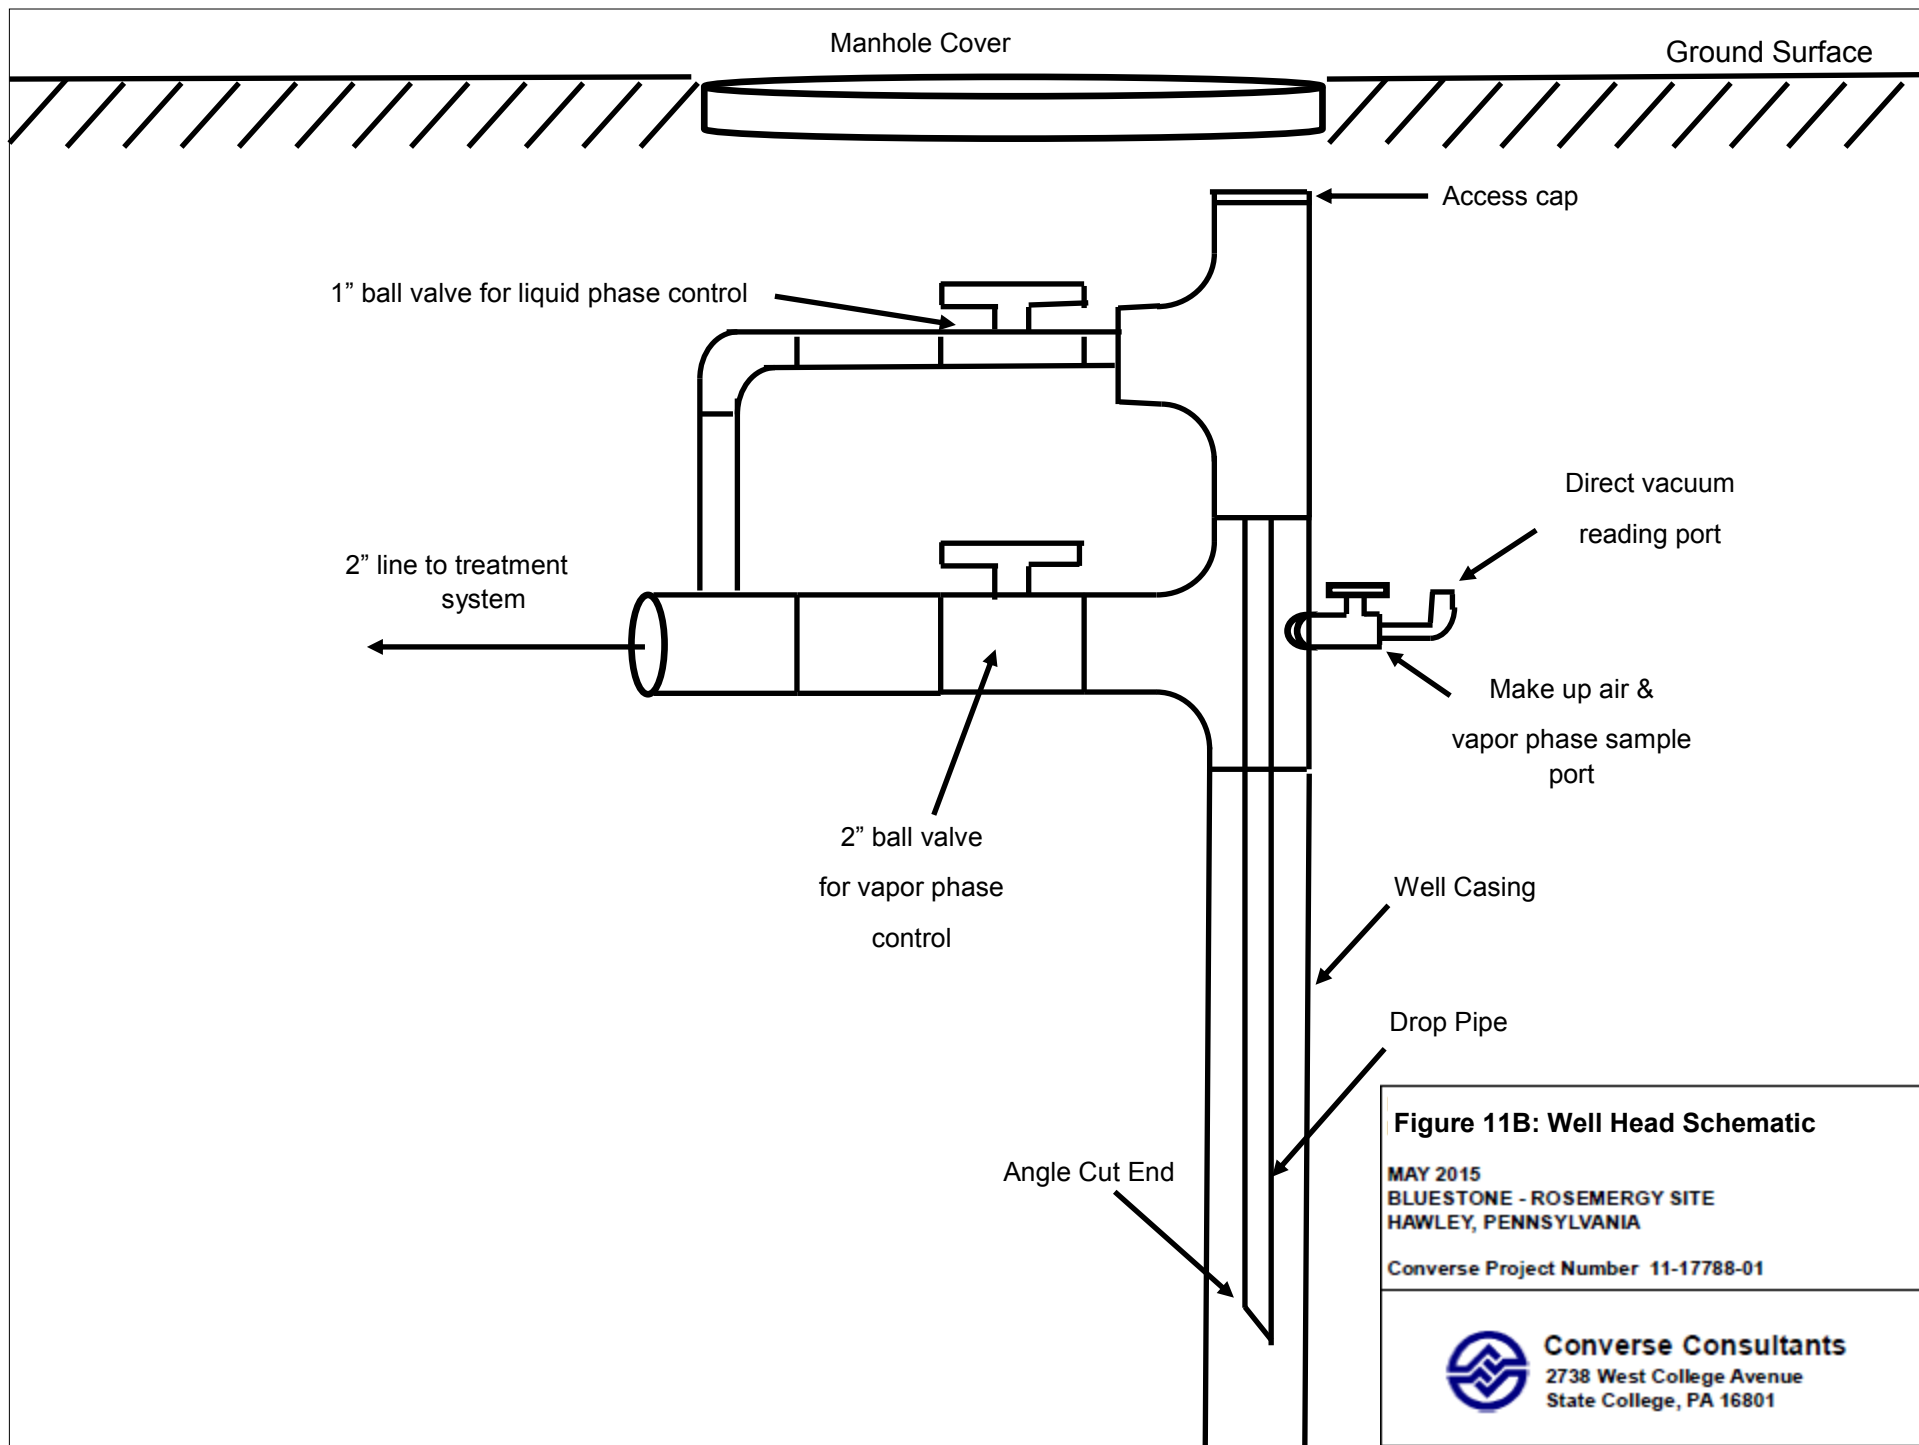 Manhole Cover
Ground Surface
Access cap
1” ball valve for liquid phase control
Direct vacuum
reading port
2” line to treatment
system
Make up air &
vapor phase sample
port
2” ball valve
for vapor phase
control
Well Casing
Drop Pipe
Angle Cut End
Figure 11B: Well Head Schematic
MAY 2015
BLUESTONE - ROSEMERGY SITE
HAWLEY, PENNSYLVANIA
Converse Project Number 11-17788-01
Converse Consultants
2738 West College Avenue
State College, PA 16801